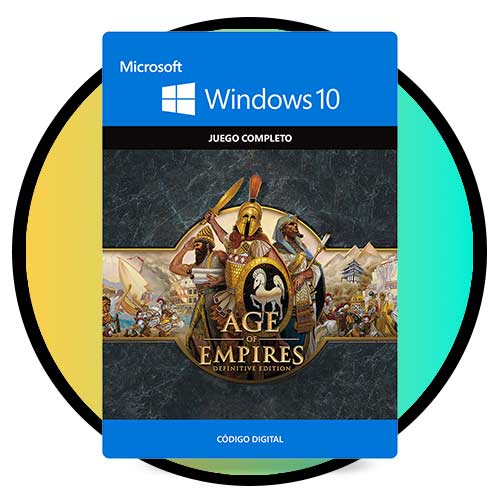 Microsoft
Windows 10
JUEGO COMPLETO
AGE
OF
EMPIRES
DEFINITIVE EDITION
CÓDIGO DIGITAL